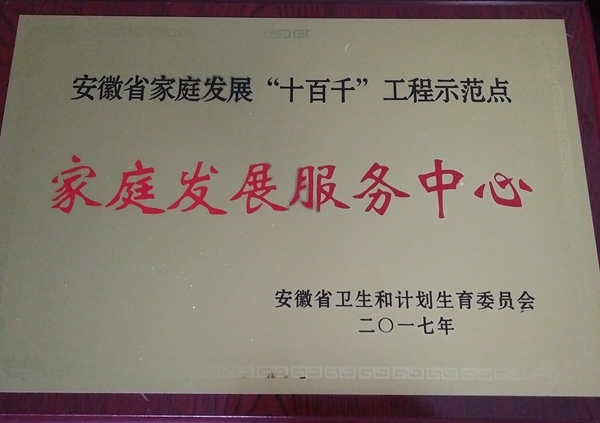 安徽省家庭发展“十百千”工程示范点
家庭发展服务中心
安徽省卫生和计划生育委员会
二〇一七年